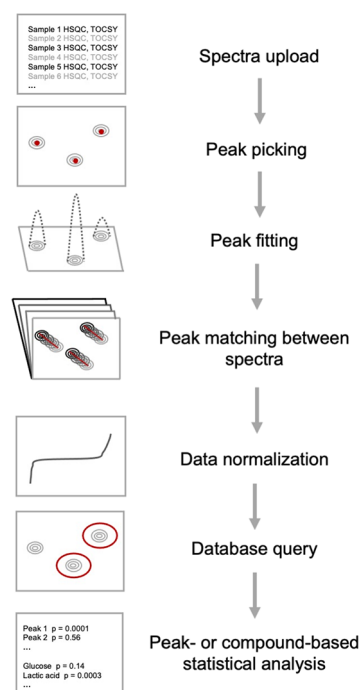 Sample 1 HSQC, TOCSY
Sample 2 HSQC, TOCSY
Sample 3 HSQC, TOCSY
Sample 4 HSQC, TOCSY
Sample 5 HSQC, TOCSY
Sample 6 HSQC, TOCSY
...
Spectra upload
Peak picking
Peak fitting
Peak matching between
spectra
Data normalization
Database query
Peak 1 p = 0.0001
Peak 2 p = 0.56
...
Glucose p = 0.14
Lactic acid p = 0.0003
...
Peak- or compound-based
statistical analysis